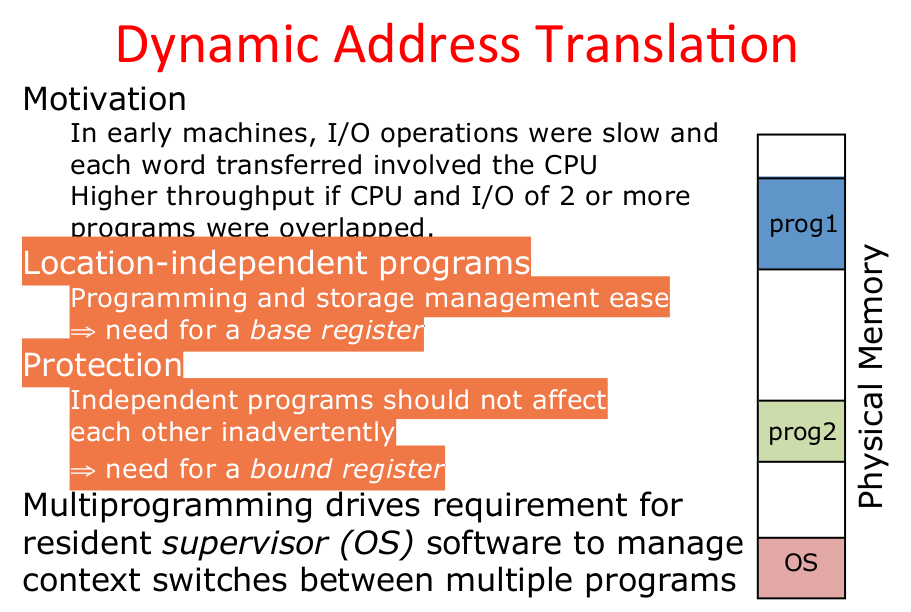 Dynamic Address Translation
Motivation
In early machines, I/O operations were slow and
each word transferred involved the CPU
Higher throughput if CPU and I/O of 2 or more
programs were overlapped.
Location-independent programs
Programming and storage management ease
⇒ need for a base register
Protection
Independent programs should not affect
each other inadvertently
⇒ need for a bound register
Multiprogramming drives requirement for
resident supervisor (OS) software to manage
context switches between multiple programs
prog1
prog2
OS
Physical Memory